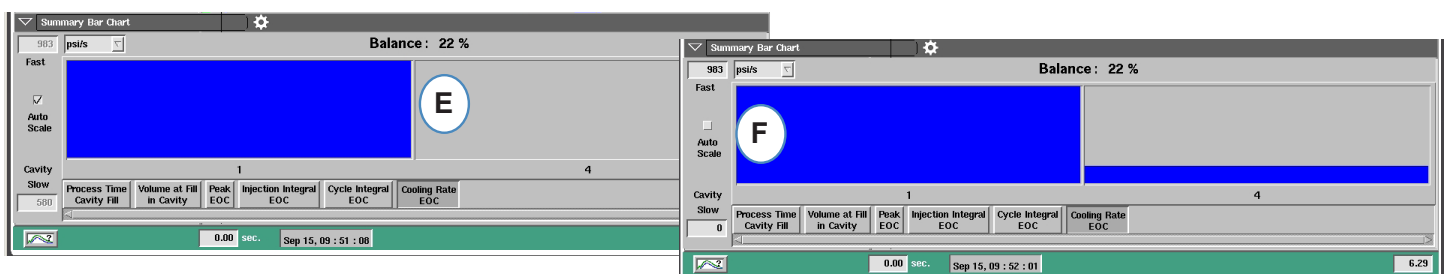 Summary Bar Chart
983 psi/s Balance: 22 %
Fast
E
Auto
Scale
Cavity 1 4
Slow
580
Process Time
Cavity Fill
Volume at Fill
in Cavity
Peak
EOC
Injection Integral
EOC
Cycle Integral
EOC
Cooling Rate
EOC
? 0.00 sec. Sep 15, 09 : 51 : 08
Summary Bar Chart
983 psi/s Balance: 22 %
Fast
F
Auto
Scale
Cavity 1 4
Slow
0
Process Time
Cavity Fill
Volume at Fill
in Cavity
Peak
EOC
Injection Integral
EOC
Cycle Integral
EOC
Cooling Rate
EOC
? 0.00 sec. Sep 15, 09 : 52 : 01 6.29